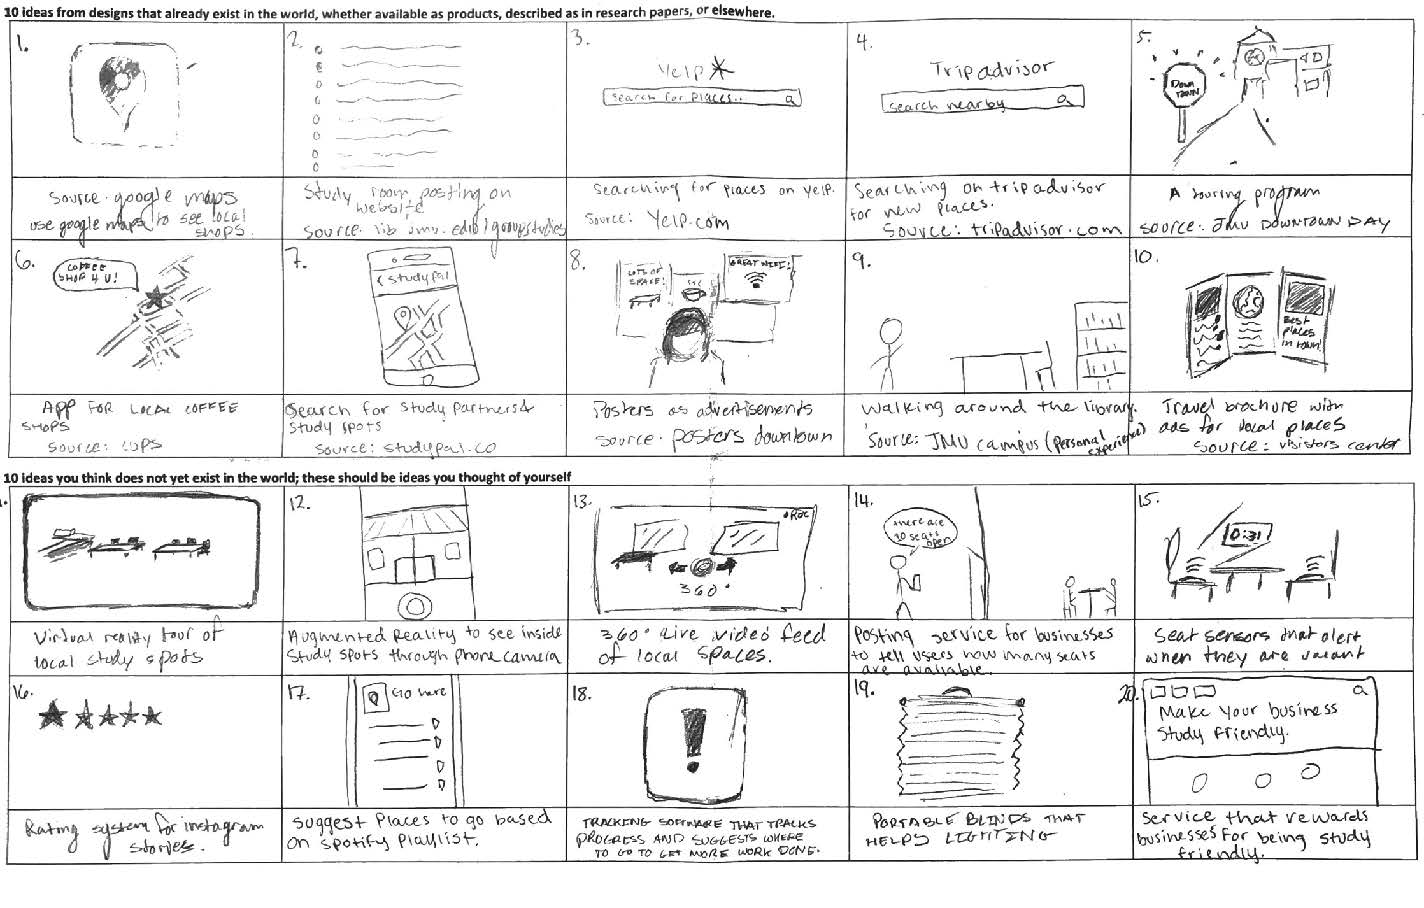 10 ideas from designs that already exist in the world, whether available as products, described as in research papers, or elsewhere.
1.
Source: google maps
use google maps to see local
shops.
2.
Study room posting on
website
Source: lib.jmu.edu/groupstudies
3.
Yelp
Search for Places..
Searching for places on yelp.
Source: Yelp.com
4.
Tripadvisor
search nearby
Searching on tripadvisor
for new places.
Source: tripadvisor.com
5.
DOWN
TOWN
A touring program
source: JMU DOWNTOWN DAY
6.
COFFEE
SHOP 4 U!
APP FOR LOCAL COFFEE
SHOPS
Source: CUPS
7.
< Studypal
Search for study partners &
study spots
Source: studypal.co
8.
LOTS OF
SPACE!
GREAT WIFI!
Posters as advertisements
source: posters downtown
9.
Walking around the library.
Source: JMU campus (personal
experience)
10.
Best
places
in town!
Travel brochure with
ads for local places
Source: visistors center
10 ideas you think does not yet exist in the world; these should be ideas you thought of yourself
Virtual reality tour of
local study spots
12.
Augmented Reality to see inside
study spots through phone camera
13.
REC
360°
360° Live video feed
of local spaces.
14.
there are
20 seats
open
Posting service for businesses
to tell users how many seats
are available.
15.
0:31
Seat sensors that alert
when they are vacant
16.
Rating system for instagram
stories.
17.
Go here
Suggest Places to go based
on Spotify Playlist.
18.
!
TRACKING SOFTWARE THAT TRACKS
PROGRESS AND SUGGESTS WHERE
TO GO TO GET MORE WORK DONE.
19.
PORTABLE BLINDS THAT
HELPS LIGHTING
20.
Make Your business
Study Friendly.
Service that rewards
businesses for being study
friendly.